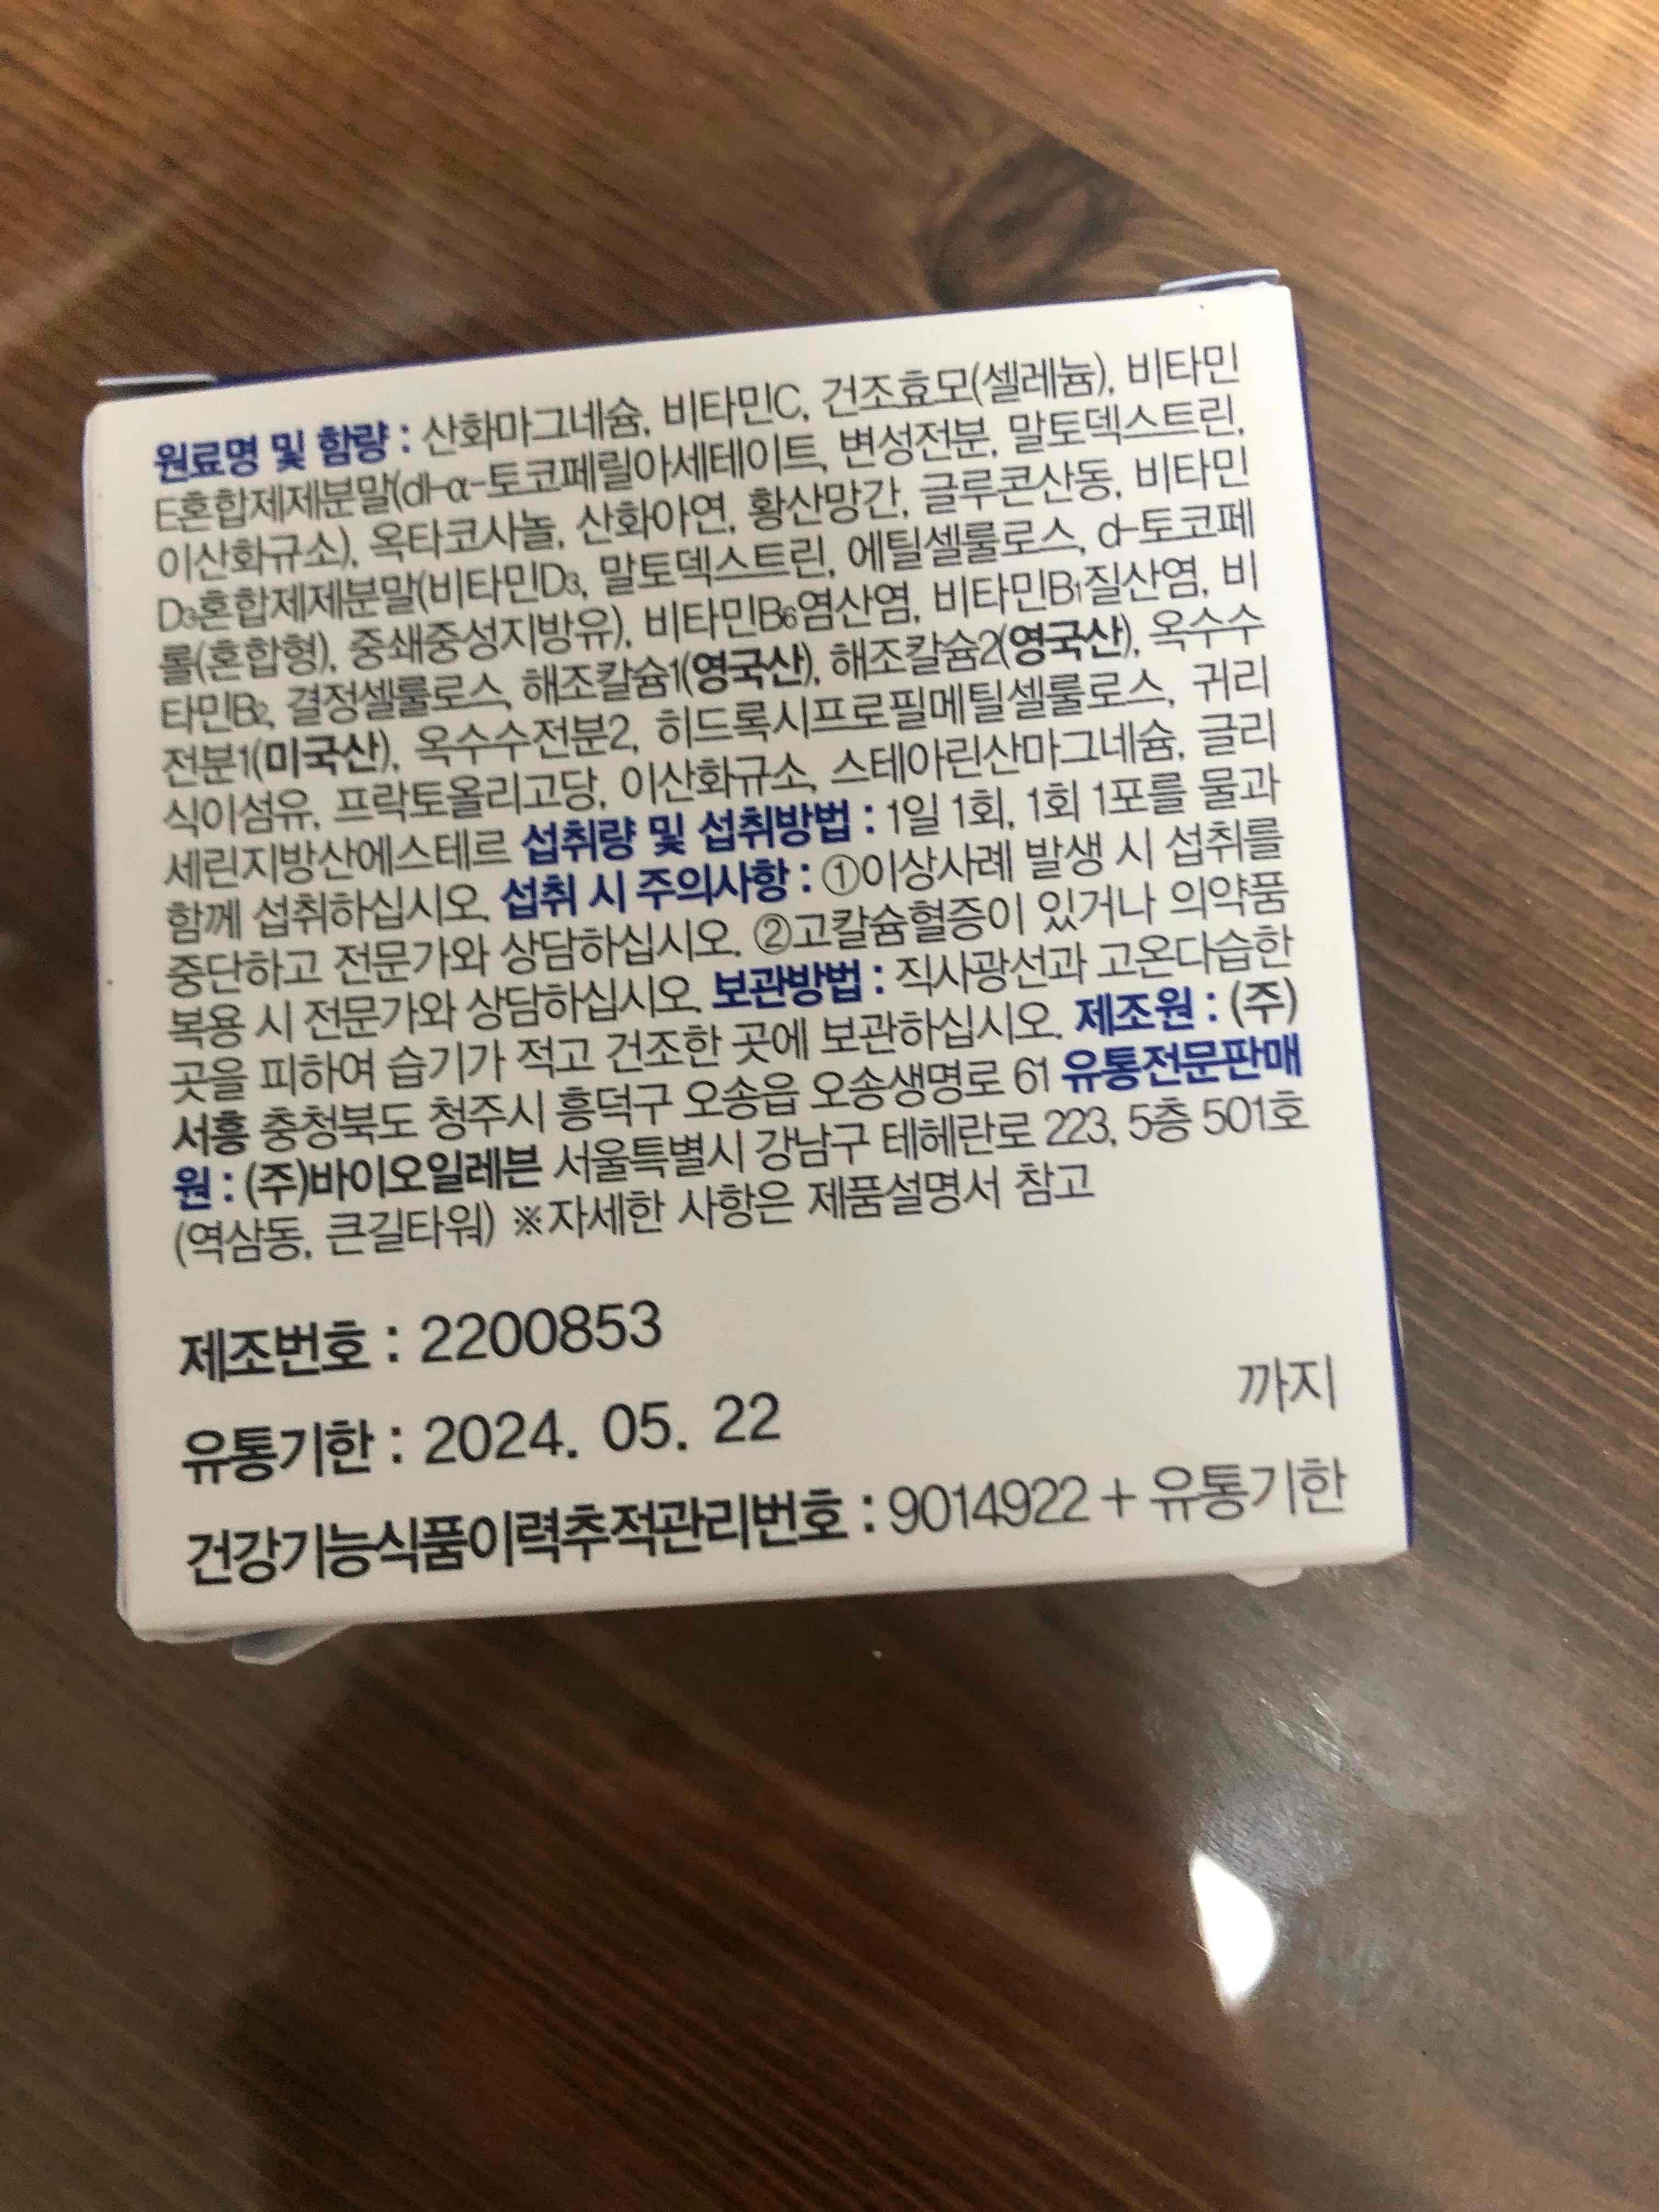 원료명 및 함량 : 산화마그네슘, 비타민C, 건조효모(셀레늄), 비타민
E혼합제제분말(dl-α-토코페릴아세테이트, 변성전분, 말토덱스트린,
이산화규소), 옥타코사놀, 산화아연, 황산망간, 글루콘산동, 비타민
D₃혼합제제분말(비타민D₃, 말토덱스트린, 에틸셀룰로스, d-토코페
롤(혼합형), 중쇄중성지방유), 비타민B₆염산염, 비타민B₁질산염, 비
타민B₂, 결정셀룰로스, 해조칼슘1(영국산), 해조칼슘2(영국산), 옥수수
전분1(미국산), 옥수수전분2, 히드록시프로필메틸셀룰로스, 귀리
식이섬유, 프락토올리고당, 이산화규소, 스테아린산마그네슘, 글리
세린지방산에스테르 섭취량 및 섭취방법 : 1일 1회, 1회 1포를 물과
함께 섭취하십시오. 섭취 시 주의사항 : ①이상사례 발생 시 섭취를
중단하고 전문가와 상담하십시오. ②고칼슘혈증이 있거나 의약품
복용 시 전문가와 상담하십시오. 보관방법 : 직사광선과 고온다습한
곳을 피하여 습기가 적고 건조한 곳에 보관하십시오. 제조원 : (주)
서흥 충청북도 청주시 흥덕구 오송읍 오송생명로 61 유통전문판매
원 : (주)바이오일레븐 서울특별시 강남구 테헤란로 223, 5층 501호
(역삼동, 큰길타워) ※자세한 사항은 제품설명서 참고
제조번호 : 2200853
유통기한 : 2024. 05. 22 까지
건강기능식품이력추적관리번호 : 9014922 + 유통기한